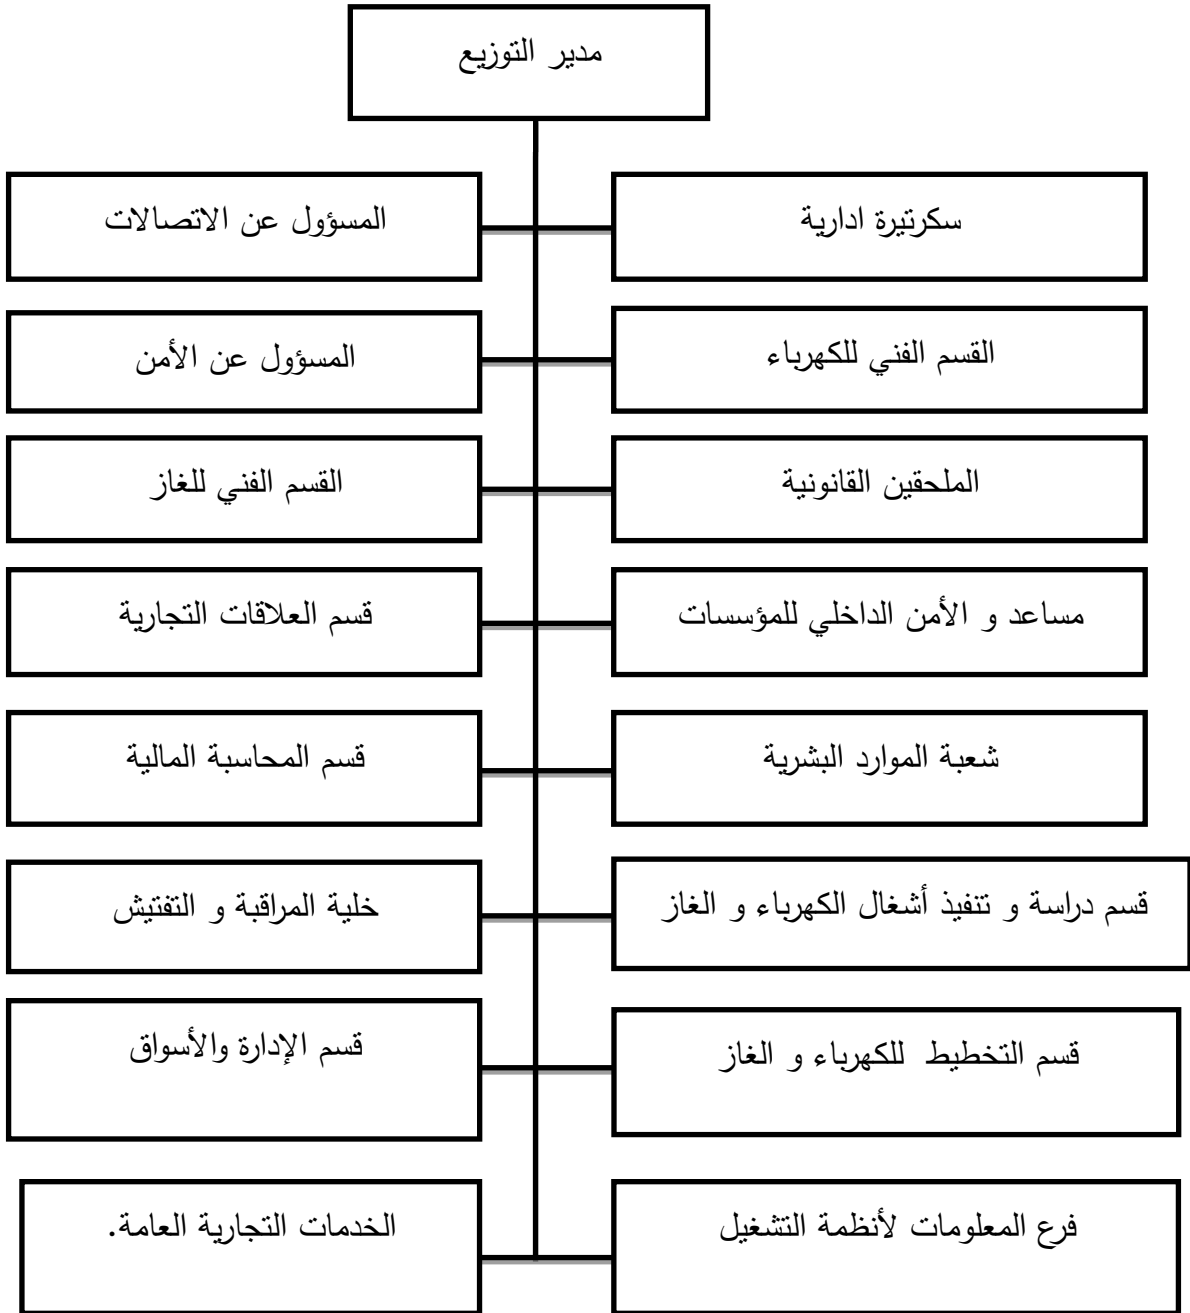 مدير التوزيع
سكرتيرة ادارية
المسؤول عن الاتصالات
القسم الفني للكهرباء
المسؤول عن الأمن
الملحقين القانونية
القسم الفني للغاز
مساعد و الأمن الداخلي للمؤسسات
قسم العلاقات التجارية
شعبة الموارد البشرية
قسم المحاسبة المالية
قسم دراسة و تنفيذ أشغال الكهرباء و الغاز
خلية المراقبة و التفتيش
قسم التخطيط للكهرباء و الغاز
قسم الإدارة والأسواق
فرع المعلومات لأنظمة التشغيل
الخدمات التجارية العامة.